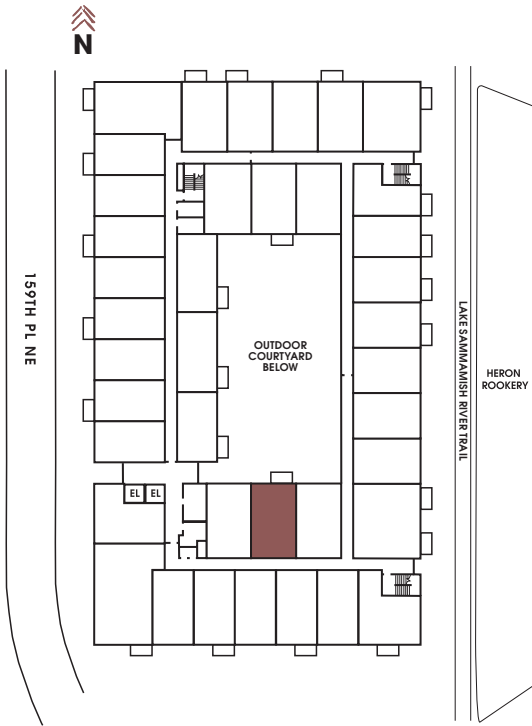 N
159TH PL NE
OUTDOOR
COURTYARD
BELOW
LAKE SAMMAMISH RIVER TRAIL
HERON
ROOKERY
EL EL